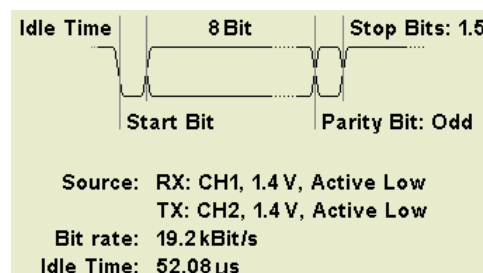 Idle Time 8 Bit Stop Bits: 1.5
Start Bit Parity Bit: Odd
Source: RX: CH1, 1.4 V, Active Low
TX: CH2, 1.4 V, Active Low
Bit rate: 19.2 kBit/s
Idle Time: 52.08 µs